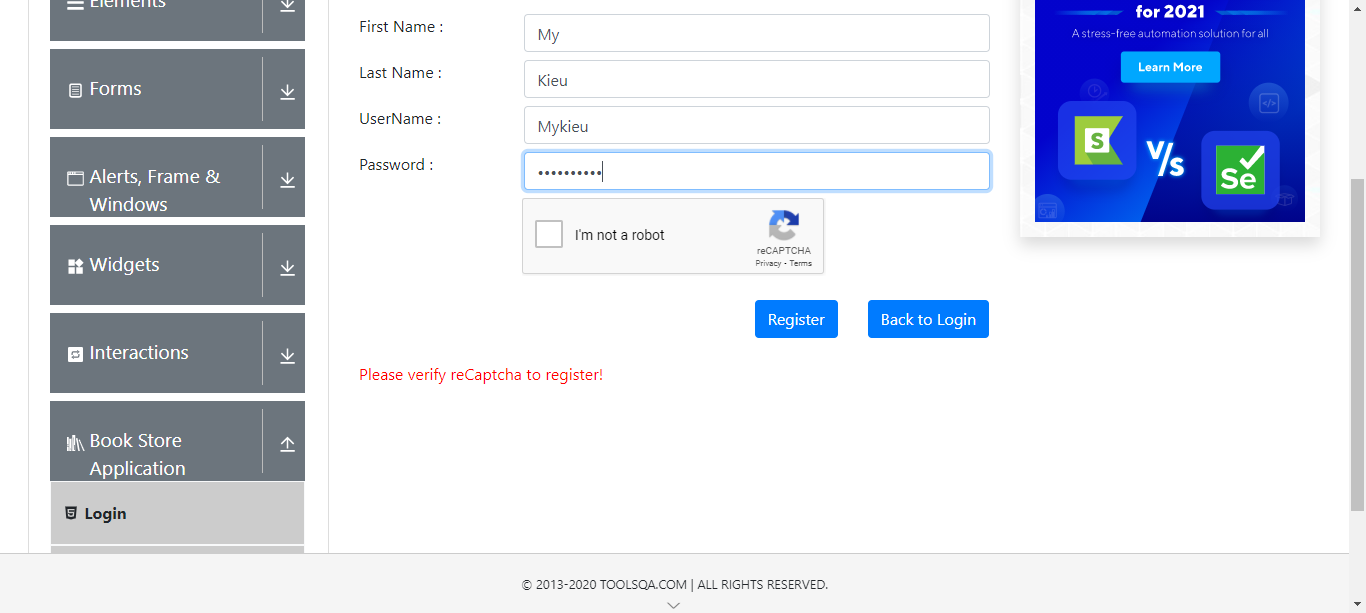 Elements
Forms
Alerts, Frame &
Windows
Widgets
Interactions
Book Store
Application
Login
First Name :
My
Last Name :
Kieu
UserName :
Mykieu
Password :
••••••••••
I'm not a robot
reCAPTCHA
Privacy - Terms
Register
Back to Login
Please verify reCaptcha to register!
for 2021
A stress-free automation solution for all
Learn More
S
V/s
Se
© 2013-2020 TOOLSQA.COM | ALL RIGHTS RESERVED.